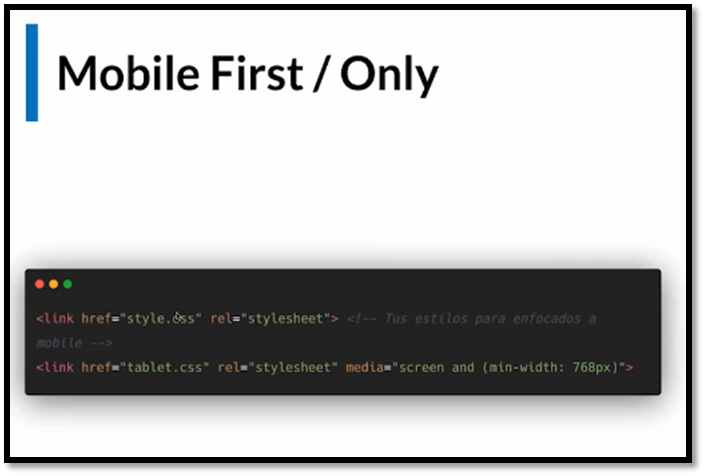 Mobile First / Only
<link href="style.css" rel="stylesheet"> <!-- Tus estilos para enfocados a
mobile -->
<link href="tablet.css" rel="stylesheet" media="screen and (min-width: 768px)">